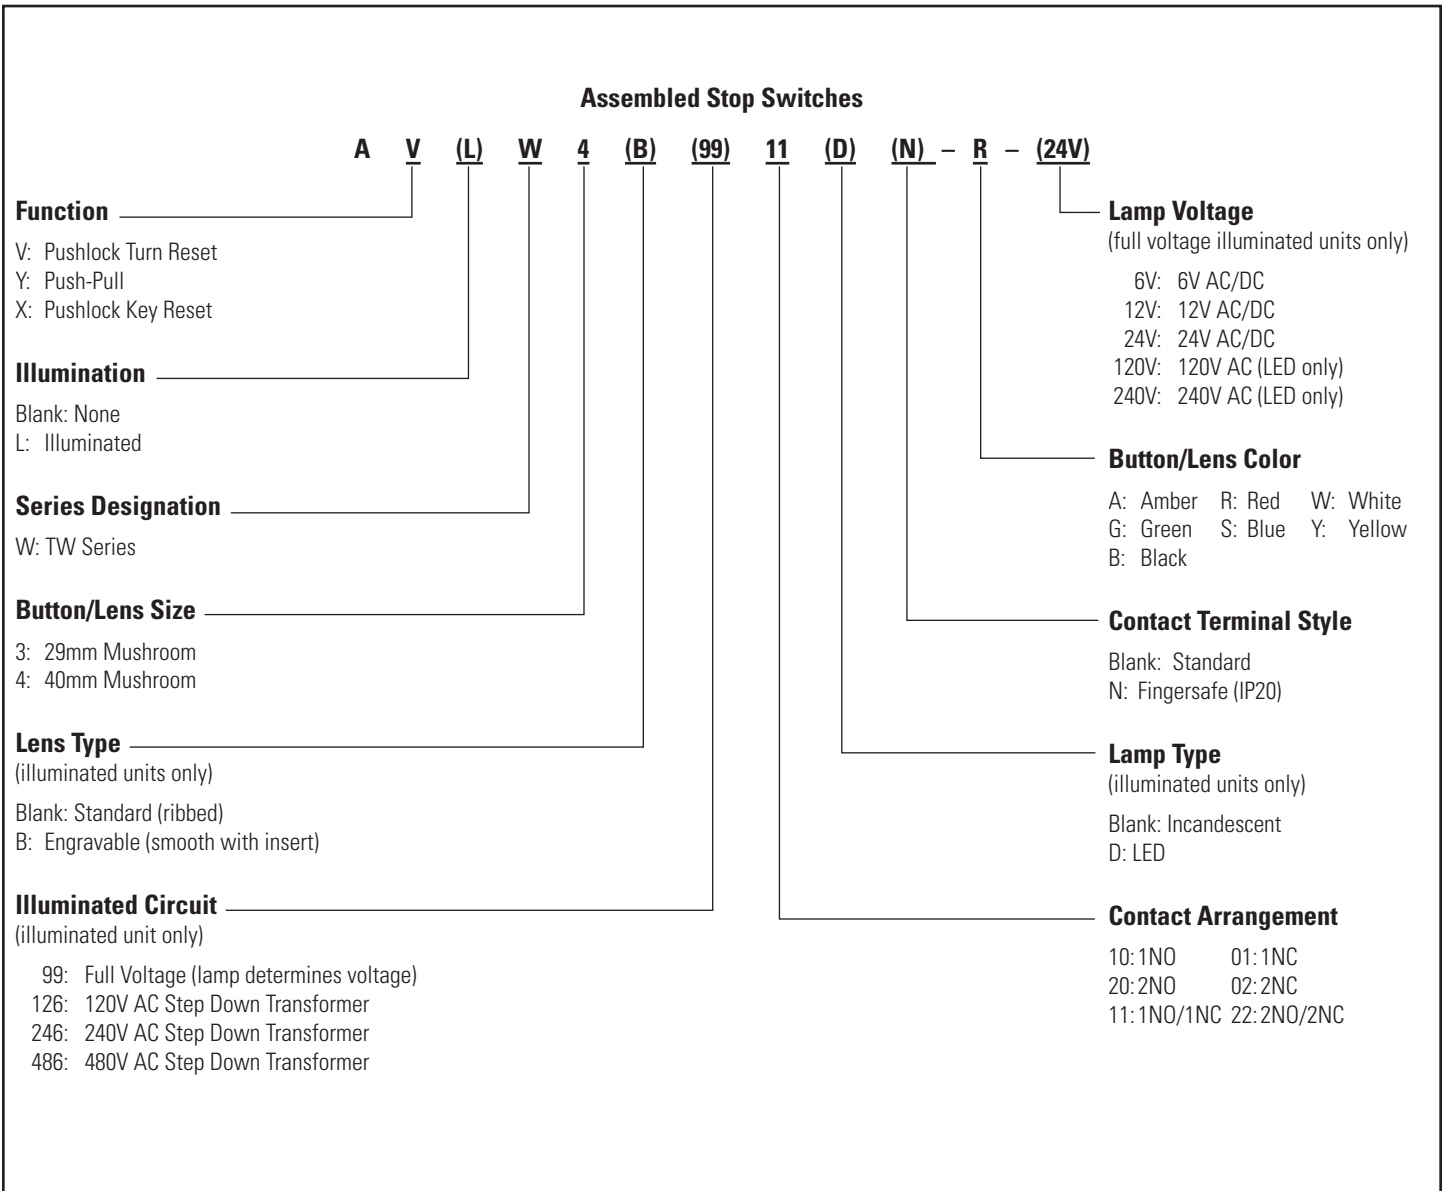 Assembled Stop Switches
A V (L) W 4 (B) (99) 11 (D) (N) – R – (24V)
Function
V: Pushlock Turn Reset
Y: Push-Pull
X: Pushlock Key Reset
Illumination
Blank: None
L: Illuminated
Series Designation
W: TW Series
Button/Lens Size
3: 29mm Mushroom
4: 40mm Mushroom
Lens Type
(illuminated units only)
Blank: Standard (ribbed)
B: Engravable (smooth with insert)
Illuminated Circuit
(illuminated unit only)
99: Full Voltage (lamp determines voltage)
126: 120V AC Step Down Transformer
246: 240V AC Step Down Transformer
486: 480V AC Step Down Transformer
Lamp Voltage
(full voltage illuminated units only)
6V: 6V AC/DC
12V: 12V AC/DC
24V: 24V AC/DC
120V: 120V AC (LED only)
240V: 240V AC (LED only)
Button/Lens Color
A: Amber R: Red W: White
G: Green S: Blue Y: Yellow
B: Black
Contact Terminal Style
Blank: Standard
N: Fingersafe (IP20)
Lamp Type
(illuminated units only)
Blank: Incandescent
D: LED
Contact Arrangement
10: 1NO 01: 1NC
20: 2NO 02: 2NC
11: 1NO/1NC 22: 2NO/2NC